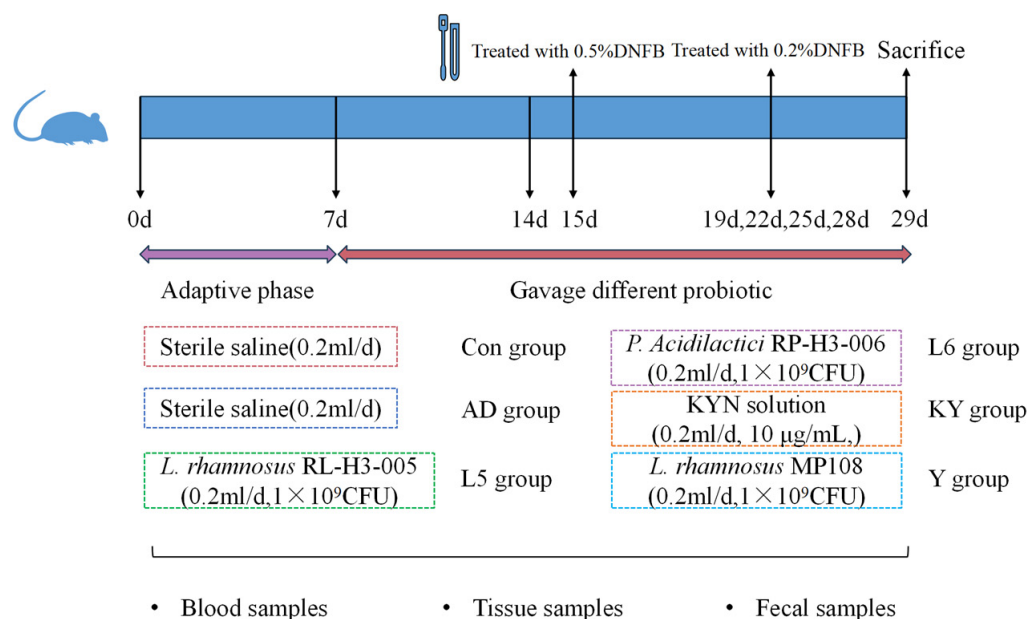 Treated with 0.5%DNFB
Treated with 0.2%DNFB
Sacrifice
0d
7d
14d
15d
19d,22d,25d,28d
29d
Adaptive phase
Gavage different probiotic
Sterile saline(0.2ml/d)
Con group
P. Acidilactici RP-H3-006
(0.2ml/d,1×10⁹CFU)
L6 group
Sterile saline(0.2ml/d)
AD group
KYN solution
(0.2ml/d, 10 μg/mL,)
KY group
L. rhamnosus RL-H3-005
(0.2ml/d,1×10⁹CFU)
L5 group
L. rhamnosus MP108
(0.2ml/d,1×10⁹CFU)
Y group
• Blood samples
• Tissue samples
• Fecal samples